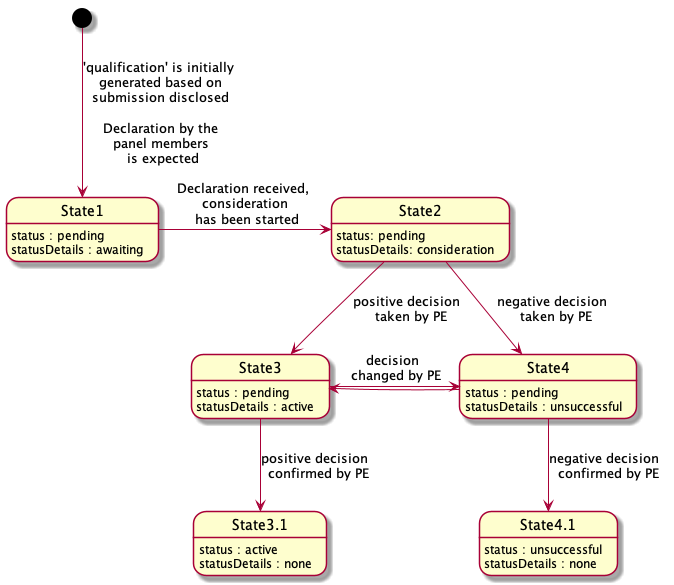 'qualification' is initially
generated based on
submission disclosed
Declaration by the
panel members
is expected
Declaration received,
consideration
has been started
State1
status : pending
statusDetails : awaiting
State2
status: pending
statusDetails: consideration
positive decision
taken by PE
negative decision
taken by PE
State3
status : pending
statusDetails : active
decision
changed by PE
State4
status : pending
statusDetails : unsuccessful
positive decision
confirmed by PE
negative decision
confirmed by PE
State3.1
status : active
statusDetails : none
State4.1
status : unsuccessful
statusDetails : none